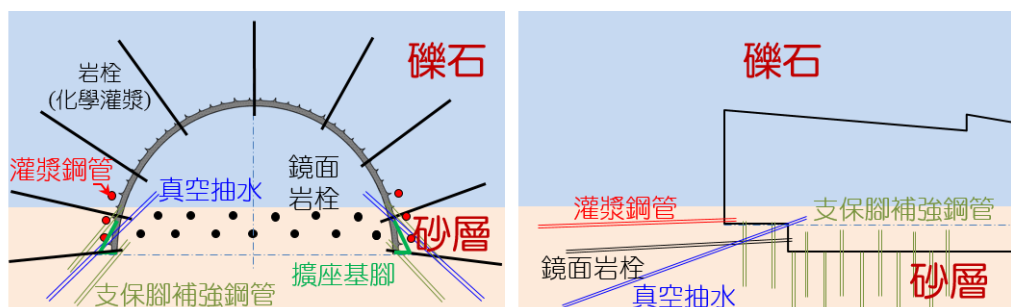 礫石
岩栓
(化學灌漿)
灌漿鋼管
真空抽水
鏡面
岩栓
砂層
擴座基腳
支保腳補強鋼管
礫石
灌漿鋼管
支保腳補強鋼管
鏡面岩栓
真空抽水
砂層